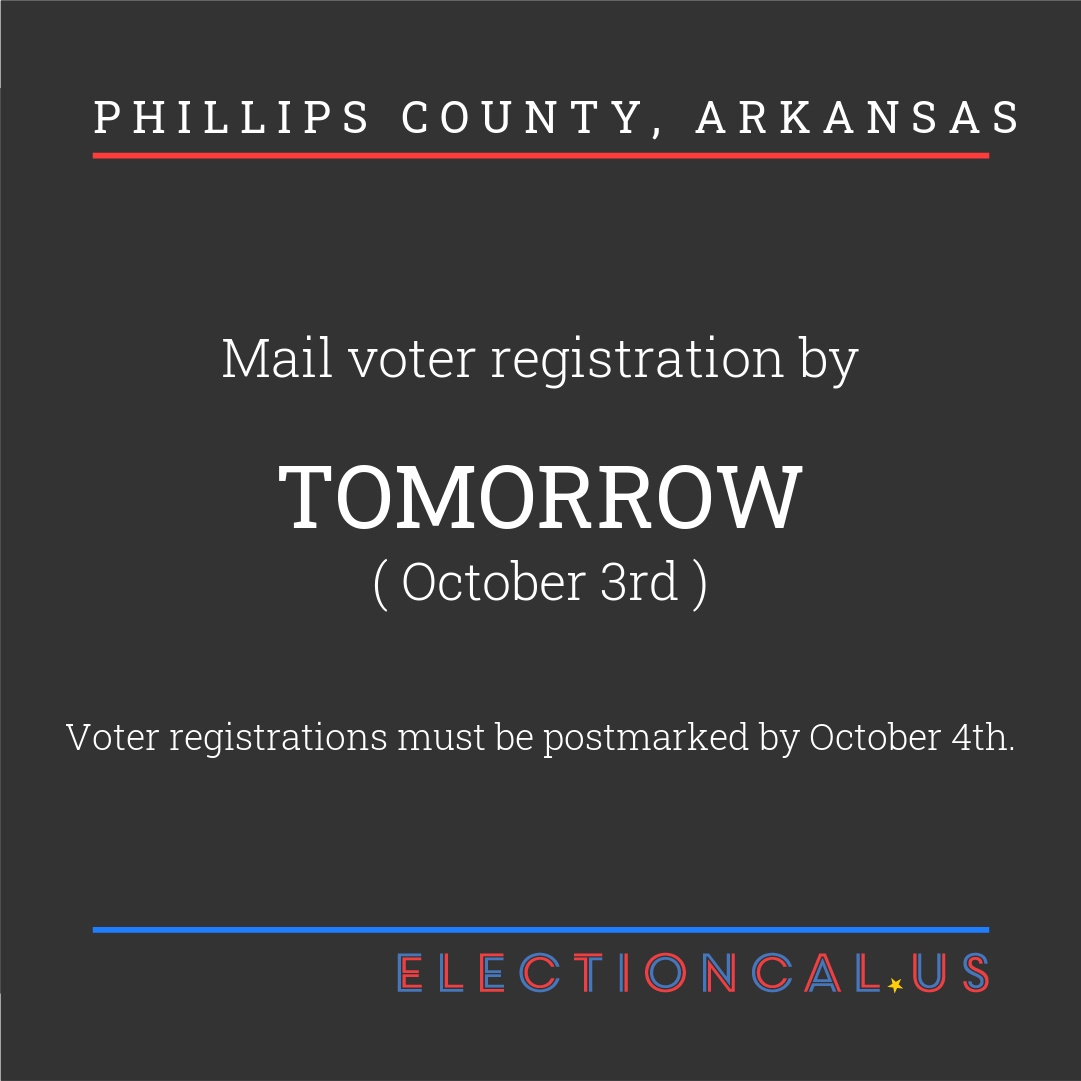 PHILLIPS COUNTY, ARKANSAS
Mail voter registration by
TOMORROW
( October 3rd )
Voter registrations must be postmarked by October 4th.
ELECTIONCAL.US